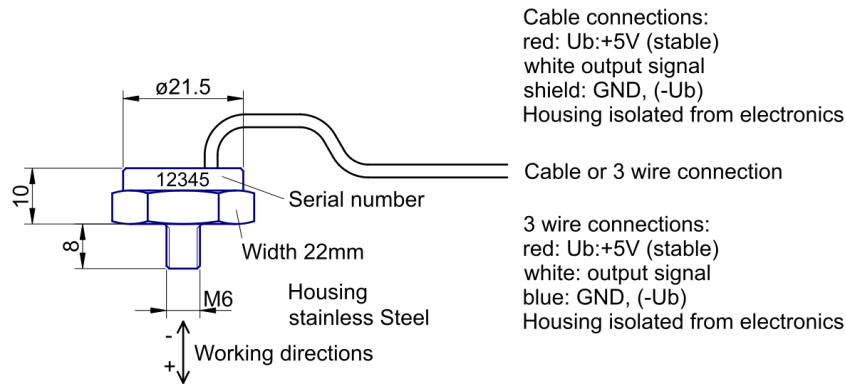 Cable connections:
red: Ub:+5V (stable)
white output signal
shield: GND, (-Ub)
Housing isolated from electronics
ø21.5
12345
Cable or 3 wire connection
10
Serial number
8
Width 22mm
3 wire connections:
red: Ub:+5V (stable)
white: output signal
blue: GND, (-Ub)
Housing isolated from electronics
M6
Housing
stainless Steel
-
+
Working directions